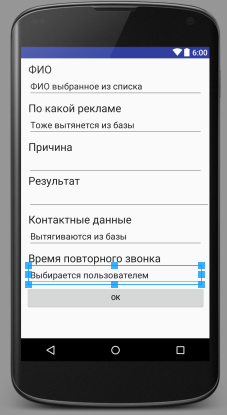 6:00
ФИО
ФИО выбранное из списка
По какой рекламе
Тоже вытянется из базы
Причина
Результат
Контактные данные
Вытягиваются из базы
Время повторного звонка
Выбирается пользователем
ОК